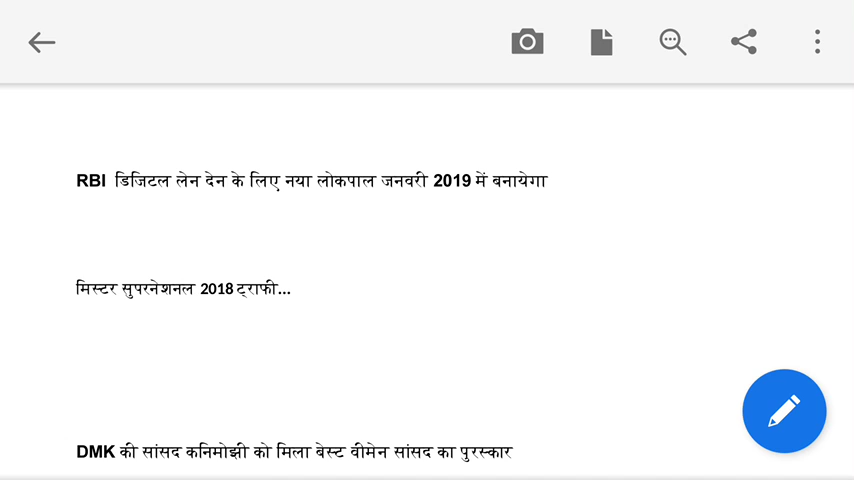 RBI डिजिटल लेन देन के लिए नया लोकपाल जनवरी 2019 में बनायेगा
मिस्टर सुपरनेशनल 2018 ट्राफी...
DMK की सांसद कनिमोझी को मिला बेस्ट वीमेन सांसद का पुरस्कार